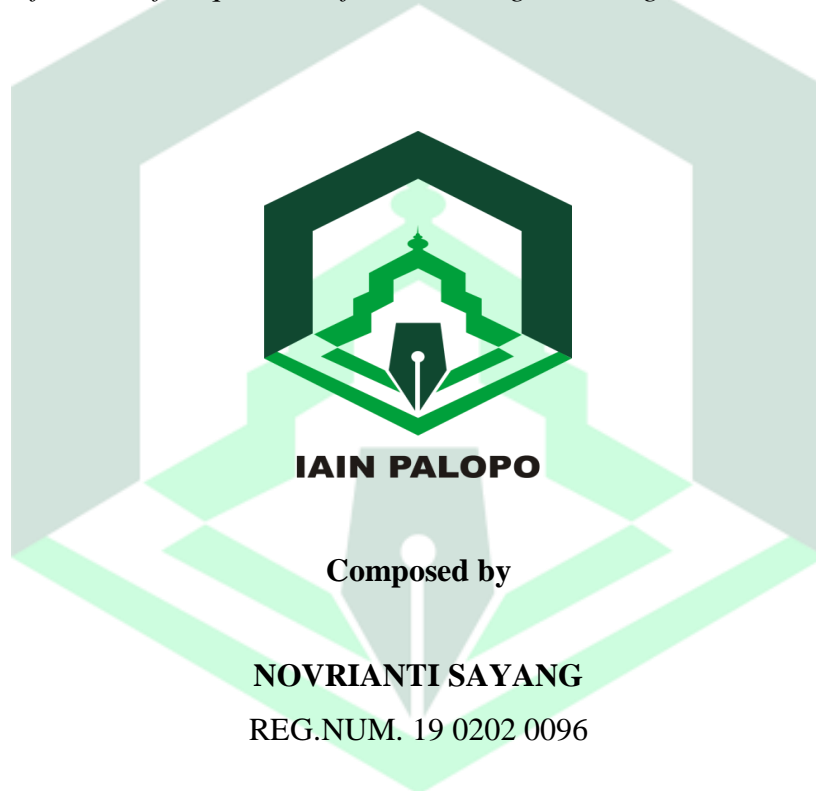 IAIN PALOPO
Composed by
NOVRIANTI SAYANG
REG.NUM. 19 0202 0096